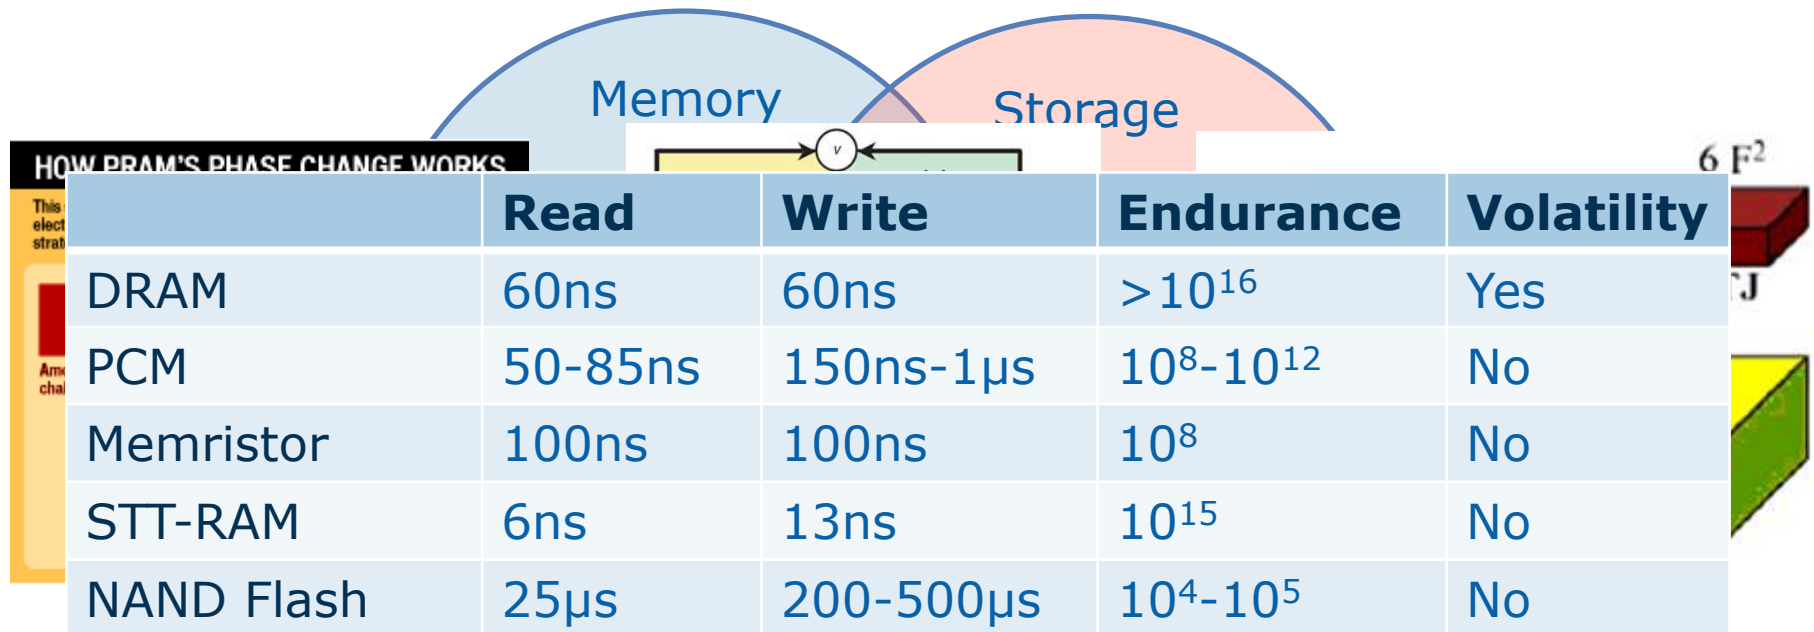 Memory
Storage
HOW PRAM'S PHASE CHANGE WORKS
v
6 F²
This
Read Write Endurance Volatility
DRAM 60ns 60ns >10¹⁶ Yes
PCM 50-85ns 150ns-1µs 10⁸-10¹² No
Memristor 100ns 100ns 10⁸ No
STT-RAM 6ns 13ns 10¹⁵ No
NAND Flash 25µs 200-500µs 10⁴-10⁵ No